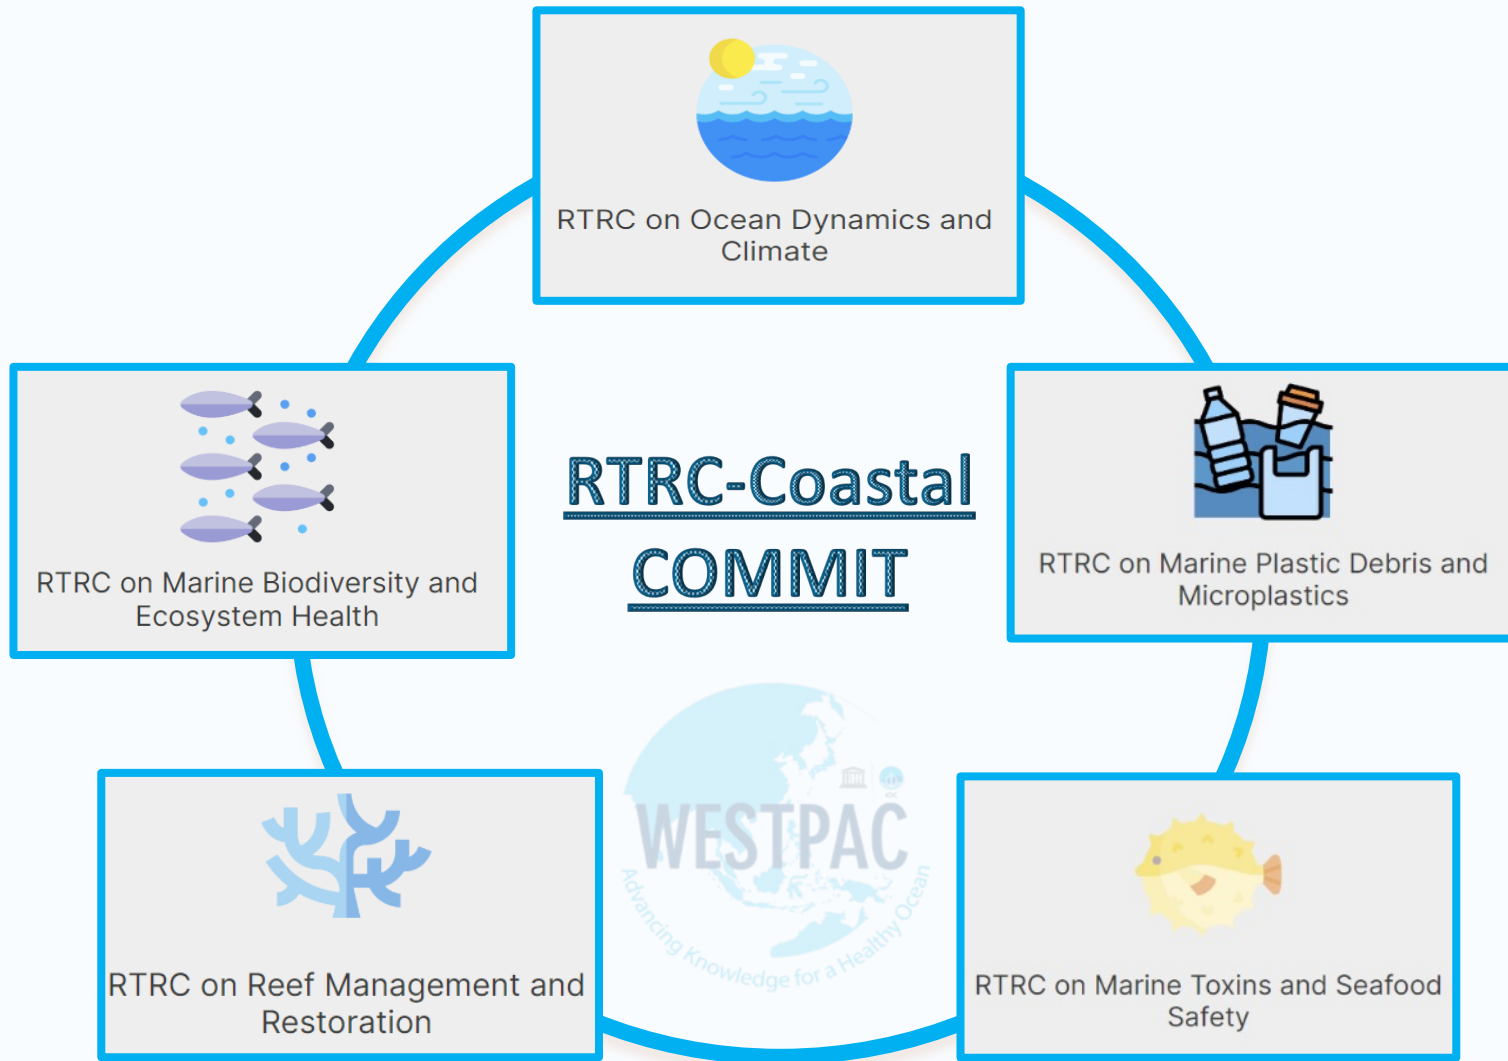 RTRC on Ocean Dynamics and
Climate
RTRC on Marine Biodiversity and
Ecosystem Health
RTRC-Coastal
COMMIT
RTRC on Marine Plastic Debris and
Microplastics
WESTPAC
Advancing Knowledge for a Healthy Ocean
RTRC on Reef Management and
Restoration
RTRC on Marine Toxins and Seafood
Safety